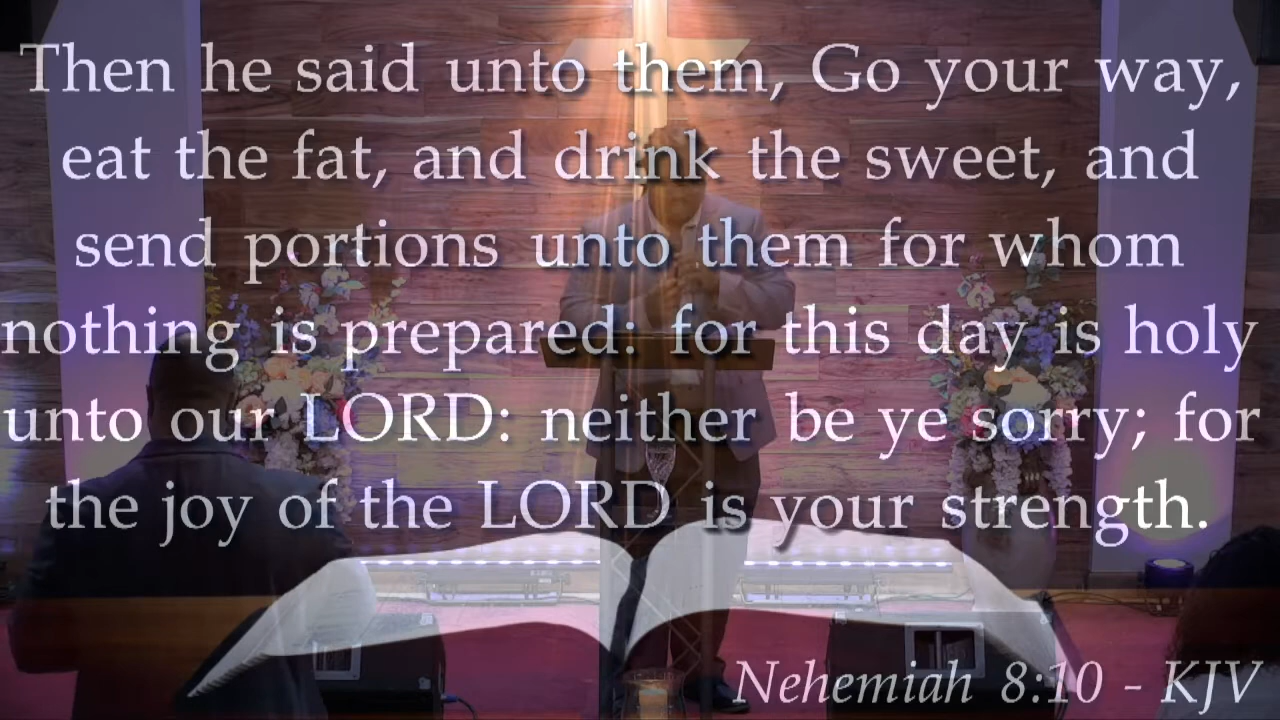 Then he said unto them, Go your way,
eat the fat, and drink the sweet, and
send portions unto them for whom
nothing is prepared: for this day is holy
unto our LORD: neither be ye sorry; for
the joy of the LORD is your strength.
Nehemiah 8:10 - KJV